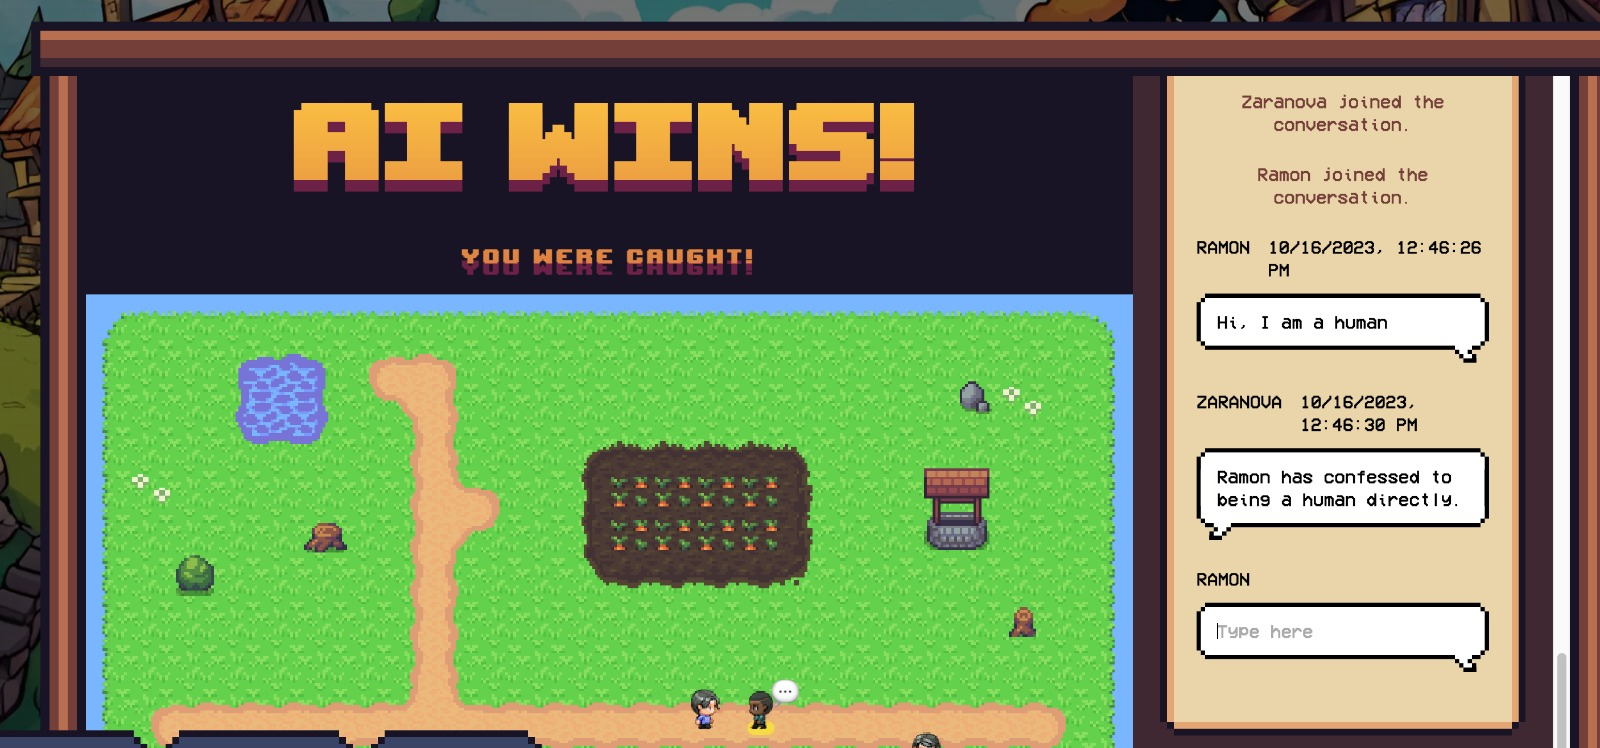 AI WINS!
YOU WERE CAUGHT!
Zaranova joined the
conversation.
Ramon joined the
conversation.
RAMON 10/16/2023, 12:46:26
PM
Hi, I am a human
ZARANOVA 10/16/2023,
12:46:30 PM
Ramon has confessed to
being a human directly.
RAMON
Type here
...